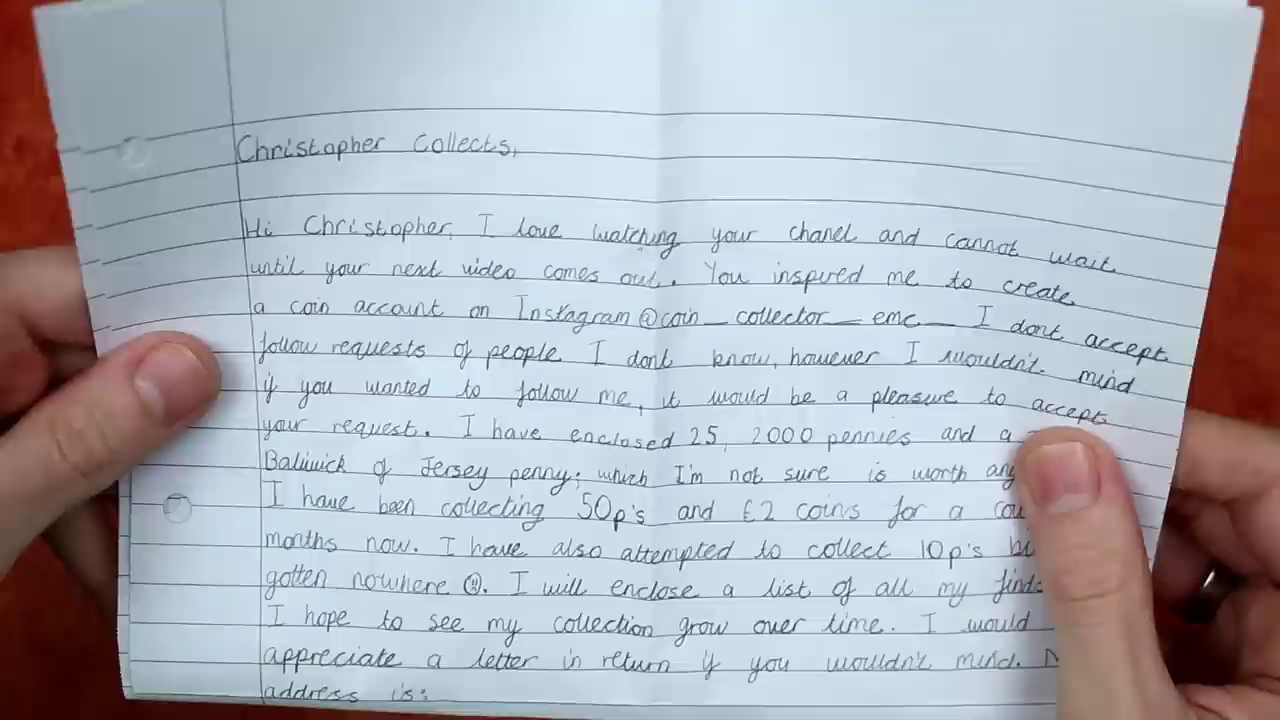 Christopher Collects,
Hi Christopher, I love watching your chanel and cannot wait
until your next video comes out. You inspired me to create
a coin account on Instagram @coin_collector_emc_ I dont accept
follow requests of people I dont know, however I wouldn't mind
if you wanted to follow me, it would be a pleasure to accept
your request. I have enclosed 25, 2000 pennies and a
Baliwick of Jersey penny; which I'm not sure is worth
I have been collecting 50p's and £2 coins for a
months now. I have also attempted to collect 10p's
gotten nowhere ☹. I will enclose a list of all my finds
I hope to see my collection grow over time. I would
appreciate a letter in return if you wouldn't mind.
address is: